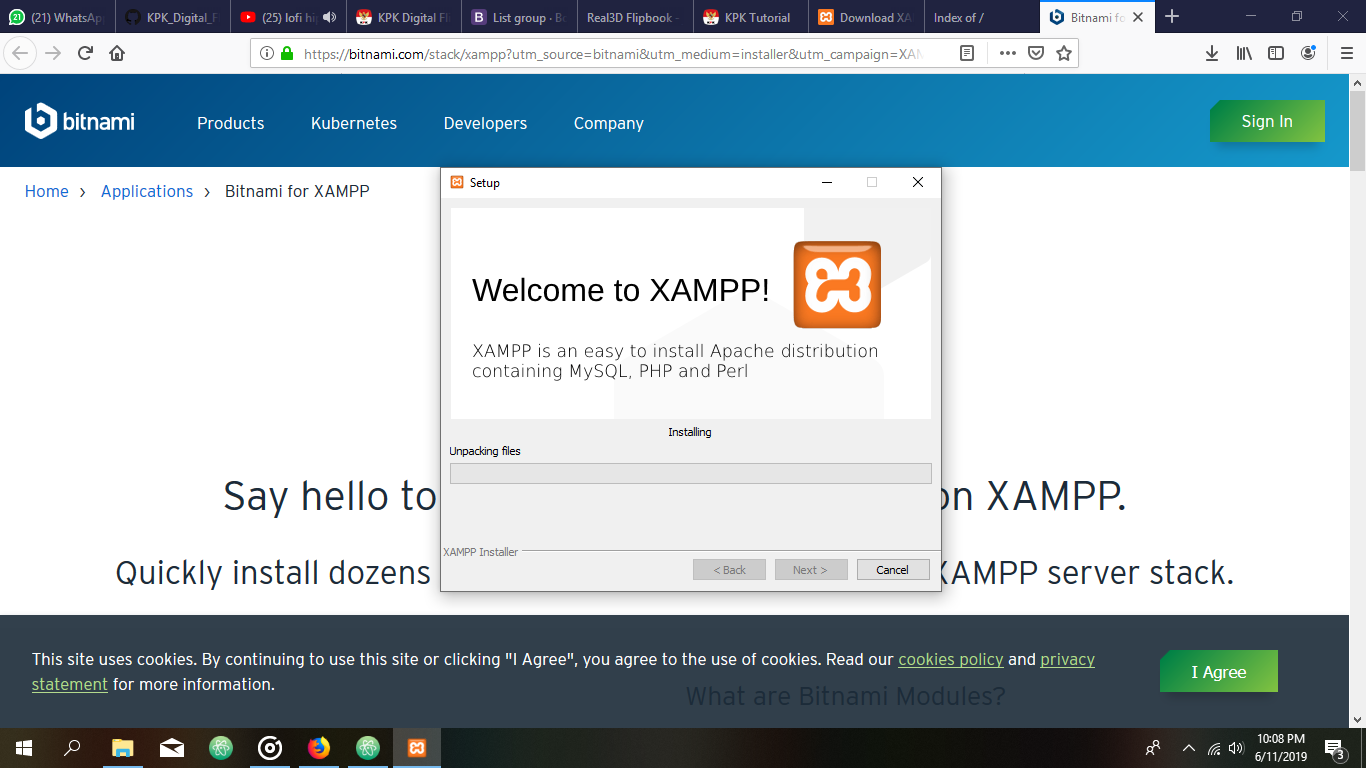 (21) WhatsApp
KPK_Digital_F
(25) lofi hi
KPK Digital Fl
List group · Bo
Real3D Flipbook -
KPK Tutorial
Download XA
Index of /
Bitnami fo
https://bitnami.com/stack/xampp?utm_source=bitnami&utm_medium=installer&utm_campaign=XAM
bitnami
Products
Kubernetes
Developers
Company
Sign In
Home › Applications › Bitnami for XAMPP
Setup
Welcome to XAMPP!
XAMPP is an easy to install Apache distribution
containing MySQL, PHP and Perl
Installing
Unpacking files
Say hello to
on XAMPP.
XAMPP Installer
< Back
Next >
Cancel
Quickly install dozens
XAMPP server stack.
This site uses cookies. By continuing to use this site or clicking "I Agree", you agree to the use of cookies. Read our cookies policy and privacy
statement for more information.
I Agree
What are Bitnami Modules?
10:08 PM
6/11/2019
3